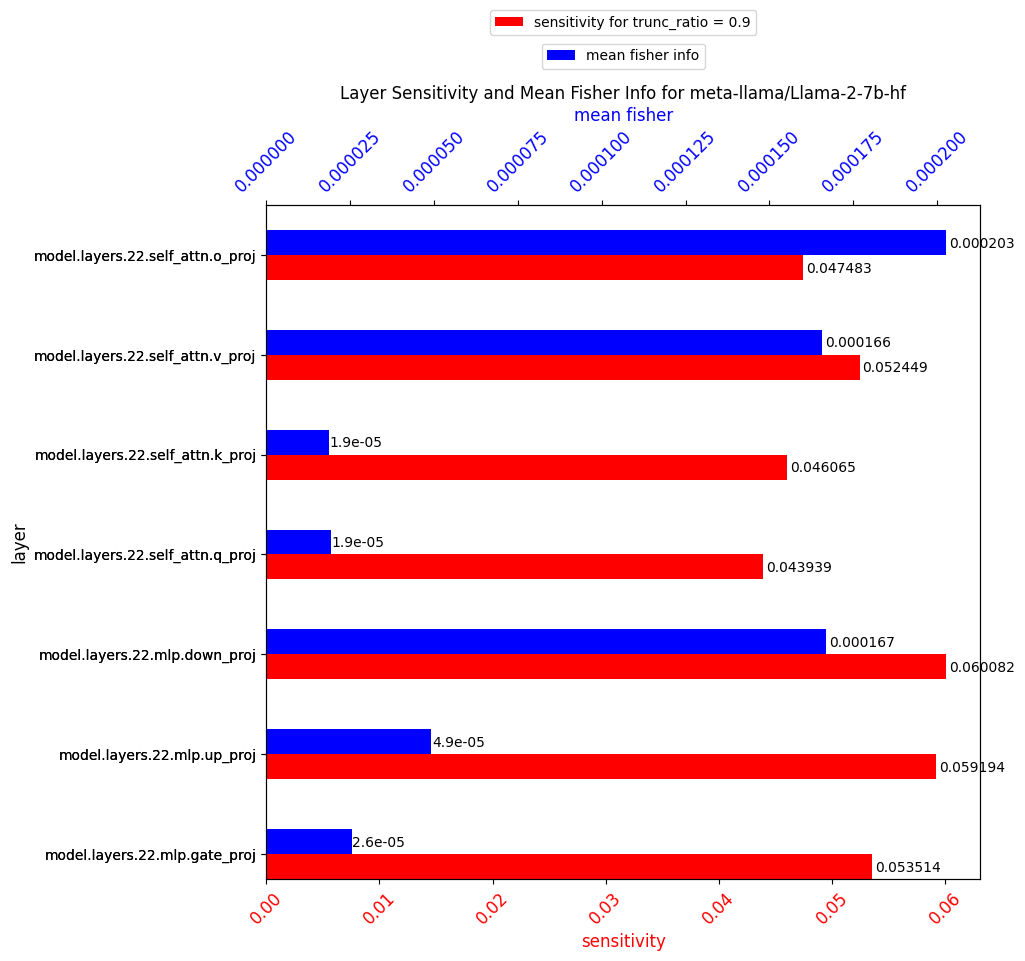 sensitivity for trunc_ratio = 0.9
mean fisher info
Layer Sensitivity and Mean Fisher Info for meta-llama/Llama-2-7b-hf
mean fisher
0.000000 0.000025 0.000050 0.000075 0.000100 0.000125 0.000150 0.000175 0.000200
0.000203
model.layers.22.self_attn.o_proj
0.047483
0.000166
model.layers.22.self_attn.v_proj
0.052449
1.9e-05
model.layers.22.self_attn.k_proj
0.046065
layer
1.9e-05
model.layers.22.self_attn.q_proj
0.043939
0.000167
model.layers.22.mlp.down_proj
0.060082
4.9e-05
model.layers.22.mlp.up_proj
0.059194
2.6e-05
model.layers.22.mlp.gate_proj
0.053514
0.00 0.01 0.02 0.03 0.04 0.05 0.06
sensitivity